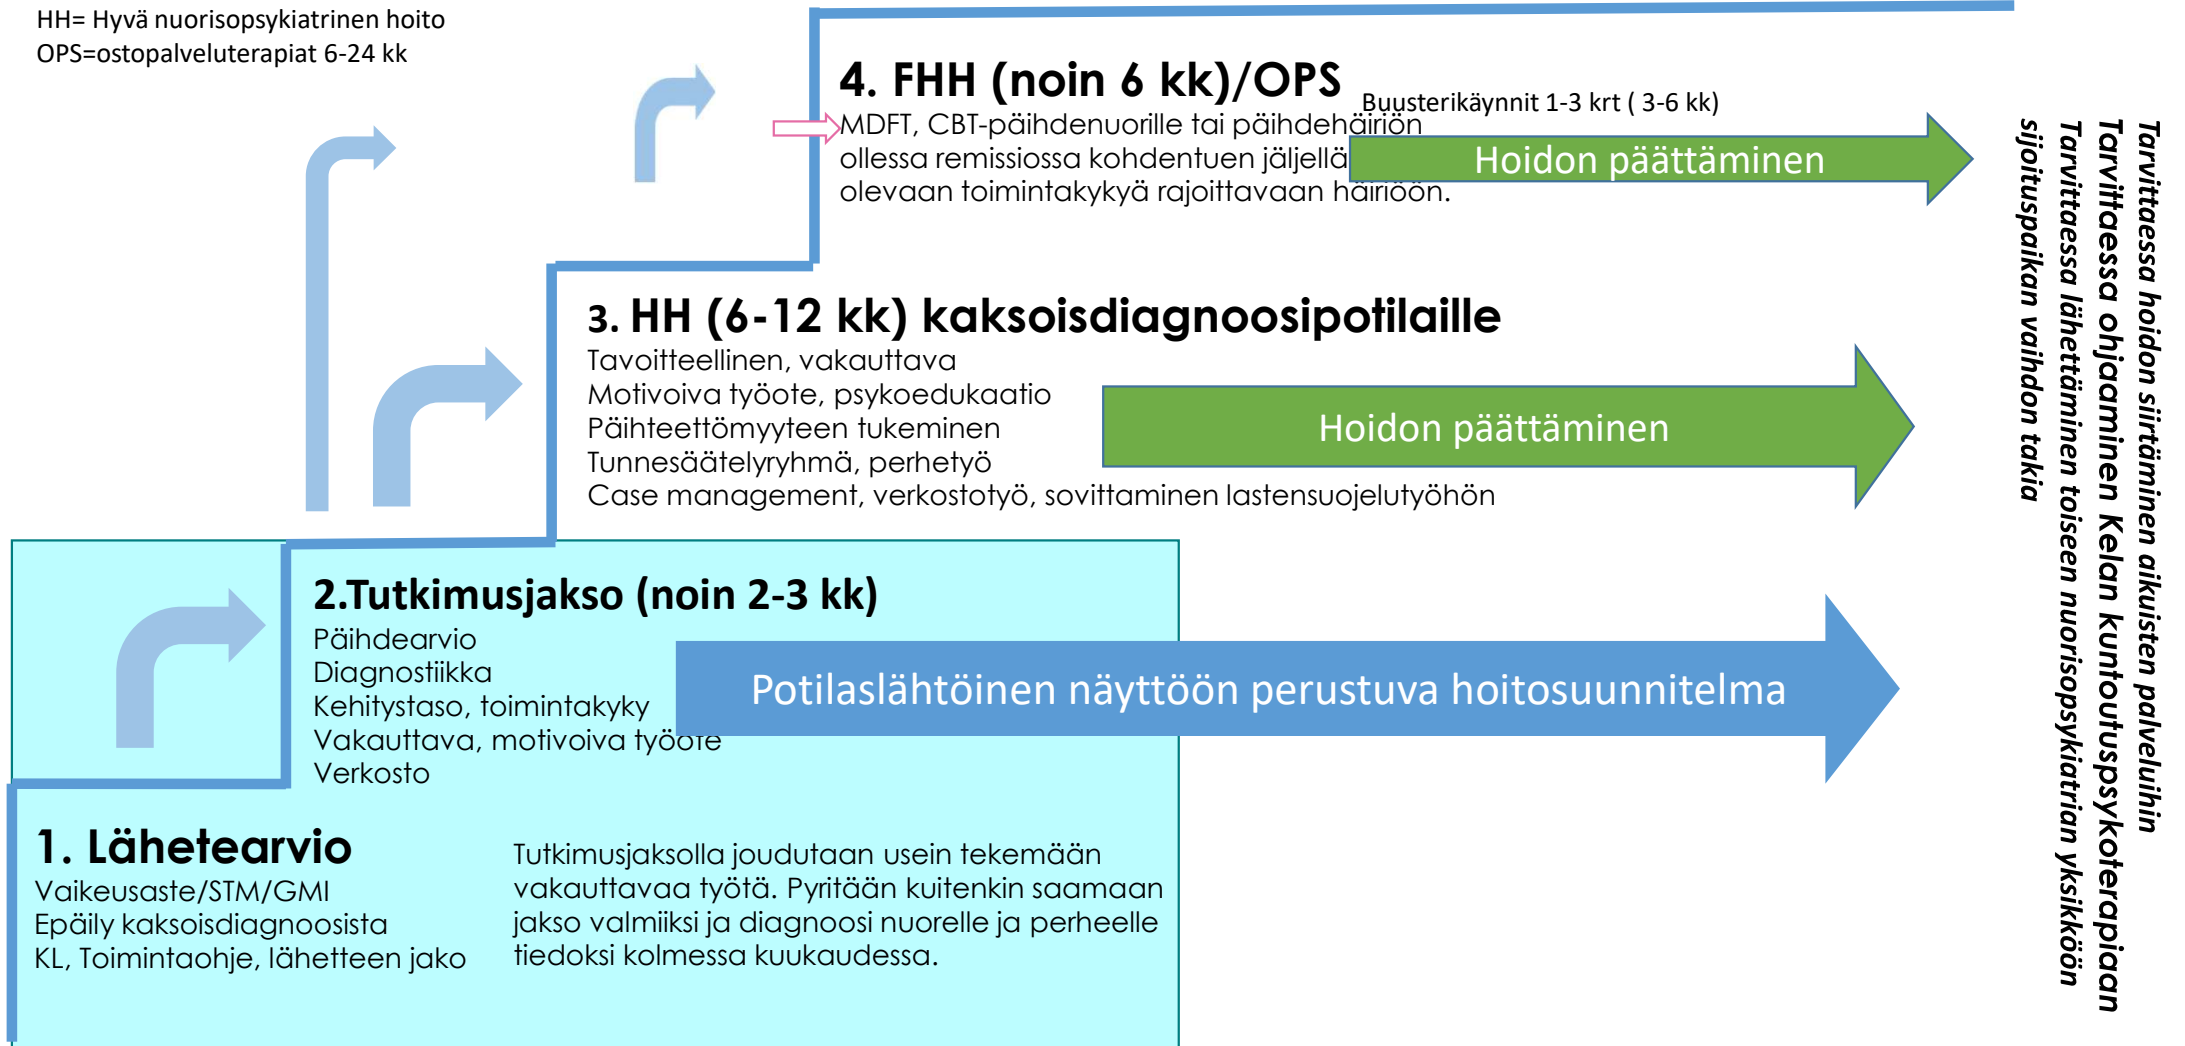 HH= Hyvä nuorisopsykiatrinen hoito
OPS=ostopalveluterapiat 6-24 kk
4. FHH (noin 6 kk)/OPS
Buusterikäynnit 1-3 krt ( 3-6 kk)
MDFT, CBT-päihdenuorille tai päihdehäiriön
ollessa remissiossa kohdentuen jäljellä
olevaan toimintakykyä rajoittavaan häiriöön.
Hoidon päättäminen
3. HH (6-12 kk) kaksoisdiagnoosipotilaille
Tavoitteellinen, vakauttava
Motivoiva työote, psykoedukaatio
Päihteettömyyteen tukeminen
Tunnesäätelyryhmä, perhetyö
Case management, verkostotyö, sovittaminen lastensuojelutyöhön
Hoidon päättäminen
2.Tutkimusjakso (noin 2-3 kk)
Päihdearvio
Diagnostiikka
Kehitystaso, toimintakyky
Vakauttava, motivoiva työote
Verkosto
Potilaslähtöinen näyttöön perustuva hoitosuunnitelma
1. Lähetearvio
Vaikeusaste/STM/GMI
Epäily kaksoisdiagnoosista
KL, Toimintaohje, lähetteen jako
Tutkimusjaksolla joudutaan usein tekemään
vakauttavaa työtä. Pyritään kuitenkin saamaan
jakso valmiiksi ja diagnoosi nuorelle ja perheelle
tiedoksi kolmessa kuukaudessa.
Tarvittaessa hoidon siirtäminen aikuisten palveluihin
Tarvittaessa ohjaaminen Kelan kuntoutuspsykoterapiaan
Tarvittaessa lähettäminen toiseen nuorisopsykiatrian yksikköön
sijoituspaikan vaihdon takia